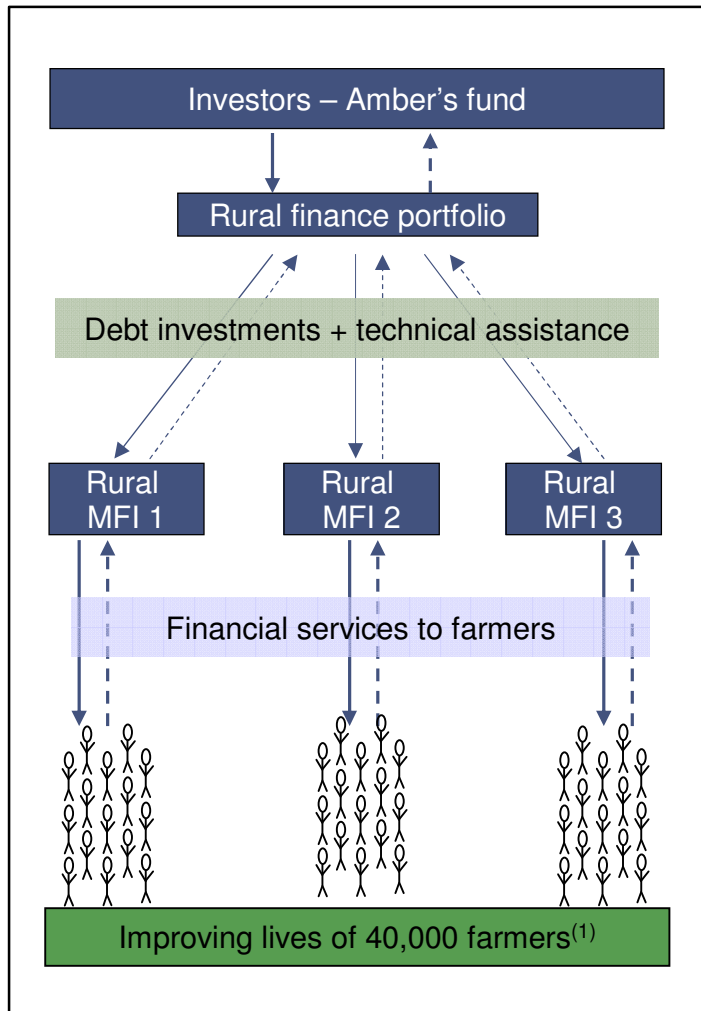 Investors – Amber's fund
Rural finance portfolio
Debt investments + technical assistance
Rural
MFI 1
Rural
MFI 2
Rural
MFI 3
Financial services to farmers
Improving lives of 40,000 farmers(1)